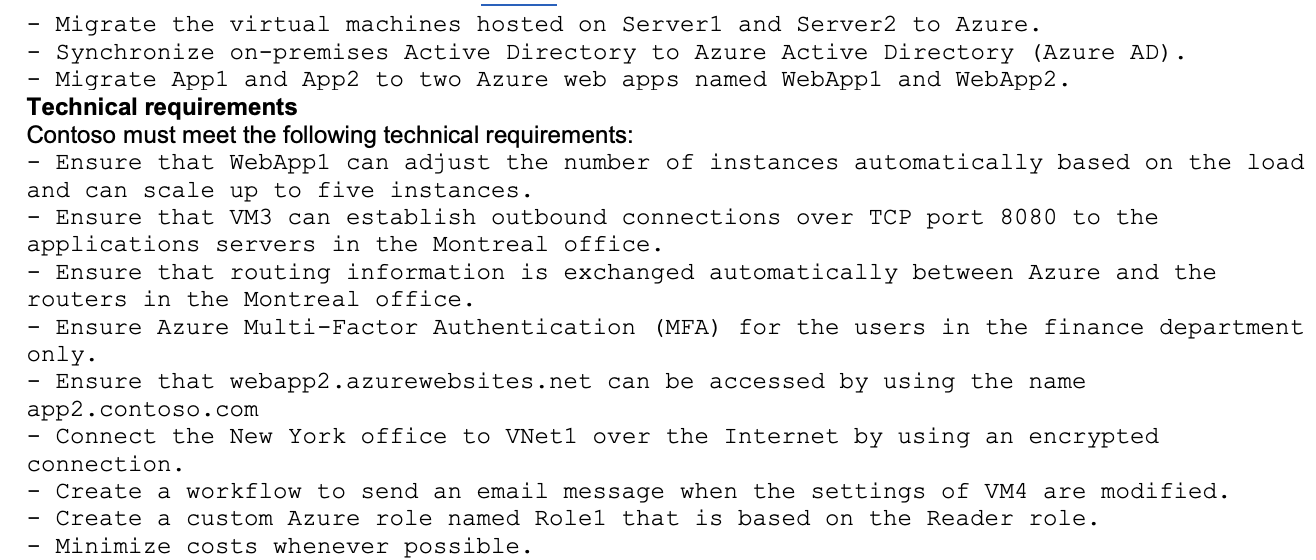 - Migrate the virtual machines hosted on Server1 and Server2 to Azure.
- Synchronize on-premises Active Directory to Azure Active Directory (Azure AD).
- Migrate App1 and App2 to two Azure web apps named WebApp1 and WebApp2.
Technical requirements
Contoso must meet the following technical requirements:
- Ensure that WebApp1 can adjust the number of instances automatically based on the load
and can scale up to five instances.
- Ensure that VM3 can establish outbound connections over TCP port 8080 to the
applications servers in the Montreal office.
- Ensure that routing information is exchanged automatically between Azure and the
routers in the Montreal office.
- Ensure Azure Multi-Factor Authentication (MFA) for the users in the finance department
only.
- Ensure that webapp2.azurewebsites.net can be accessed by using the name
app2.contoso.com
- Connect the New York office to VNet1 over the Internet by using an encrypted
connection.
- Create a workflow to send an email message when the settings of VM4 are modified.
- Create a custom Azure role named Role1 that is based on the Reader role.
- Minimize costs whenever possible.